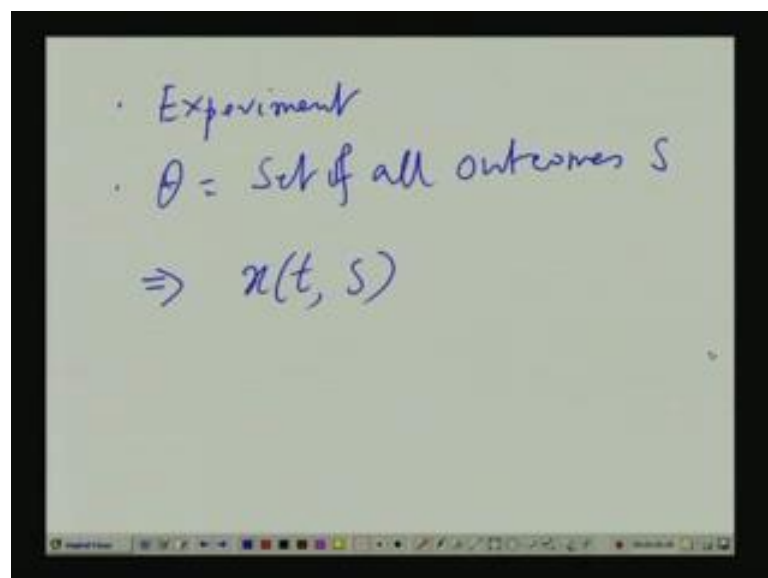 · Experiment
· θ = Set of all outcomes S
⇒ x(t, S)